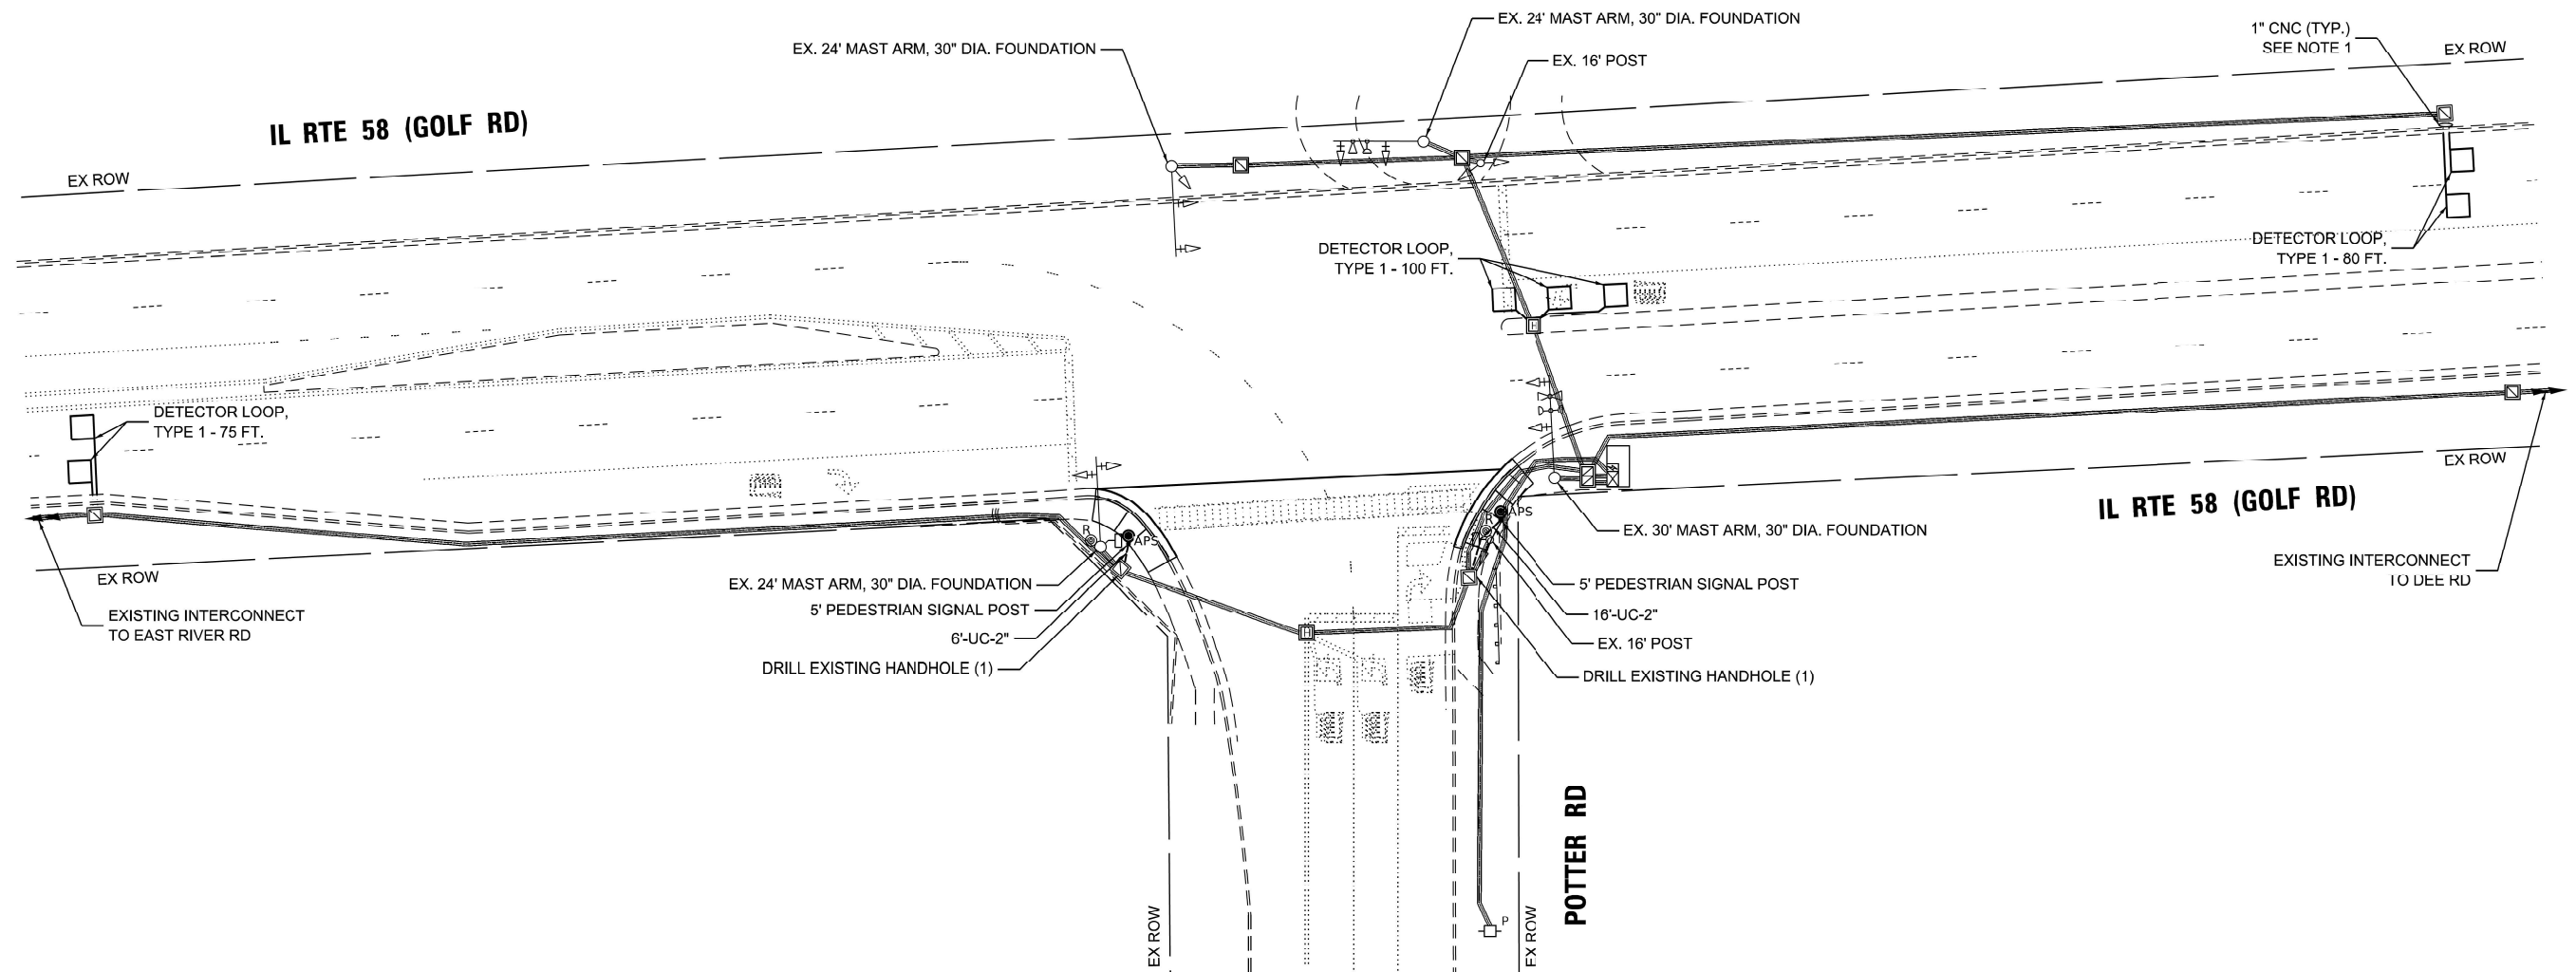 EX. 24' MAST ARM, 30" DIA. FOUNDATION
EX. 24' MAST ARM, 30" DIA. FOUNDATION
EX. 16' POST
1" CNC (TYP.)
SEE NOTE 1
EX ROW
IL RTE 58 (GOLF RD)
EX ROW
DETECTOR LOOP,
TYPE 1 - 100 FT.
DETECTOR LOOP,
TYPE 1 - 80 FT.
DETECTOR LOOP,
TYPE 1 - 75 FT.
EX ROW
IL RTE 58 (GOLF RD)
R
APS
R
APS
EX. 30' MAST ARM, 30" DIA. FOUNDATION
EX ROW
EXISTING INTERCONNECT
TO EAST RIVER RD
EX. 24' MAST ARM, 30" DIA. FOUNDATION
5' PEDESTRIAN SIGNAL POST
6'-UC-2"
DRILL EXISTING HANDHOLE (1)
H
H
5' PEDESTRIAN SIGNAL POST
16'-UC-2"
EX. 16' POST
DRILL EXISTING HANDHOLE (1)
EXISTING INTERCONNECT
TO DEE RD
POTTER RD
EX ROW
EX ROW
P